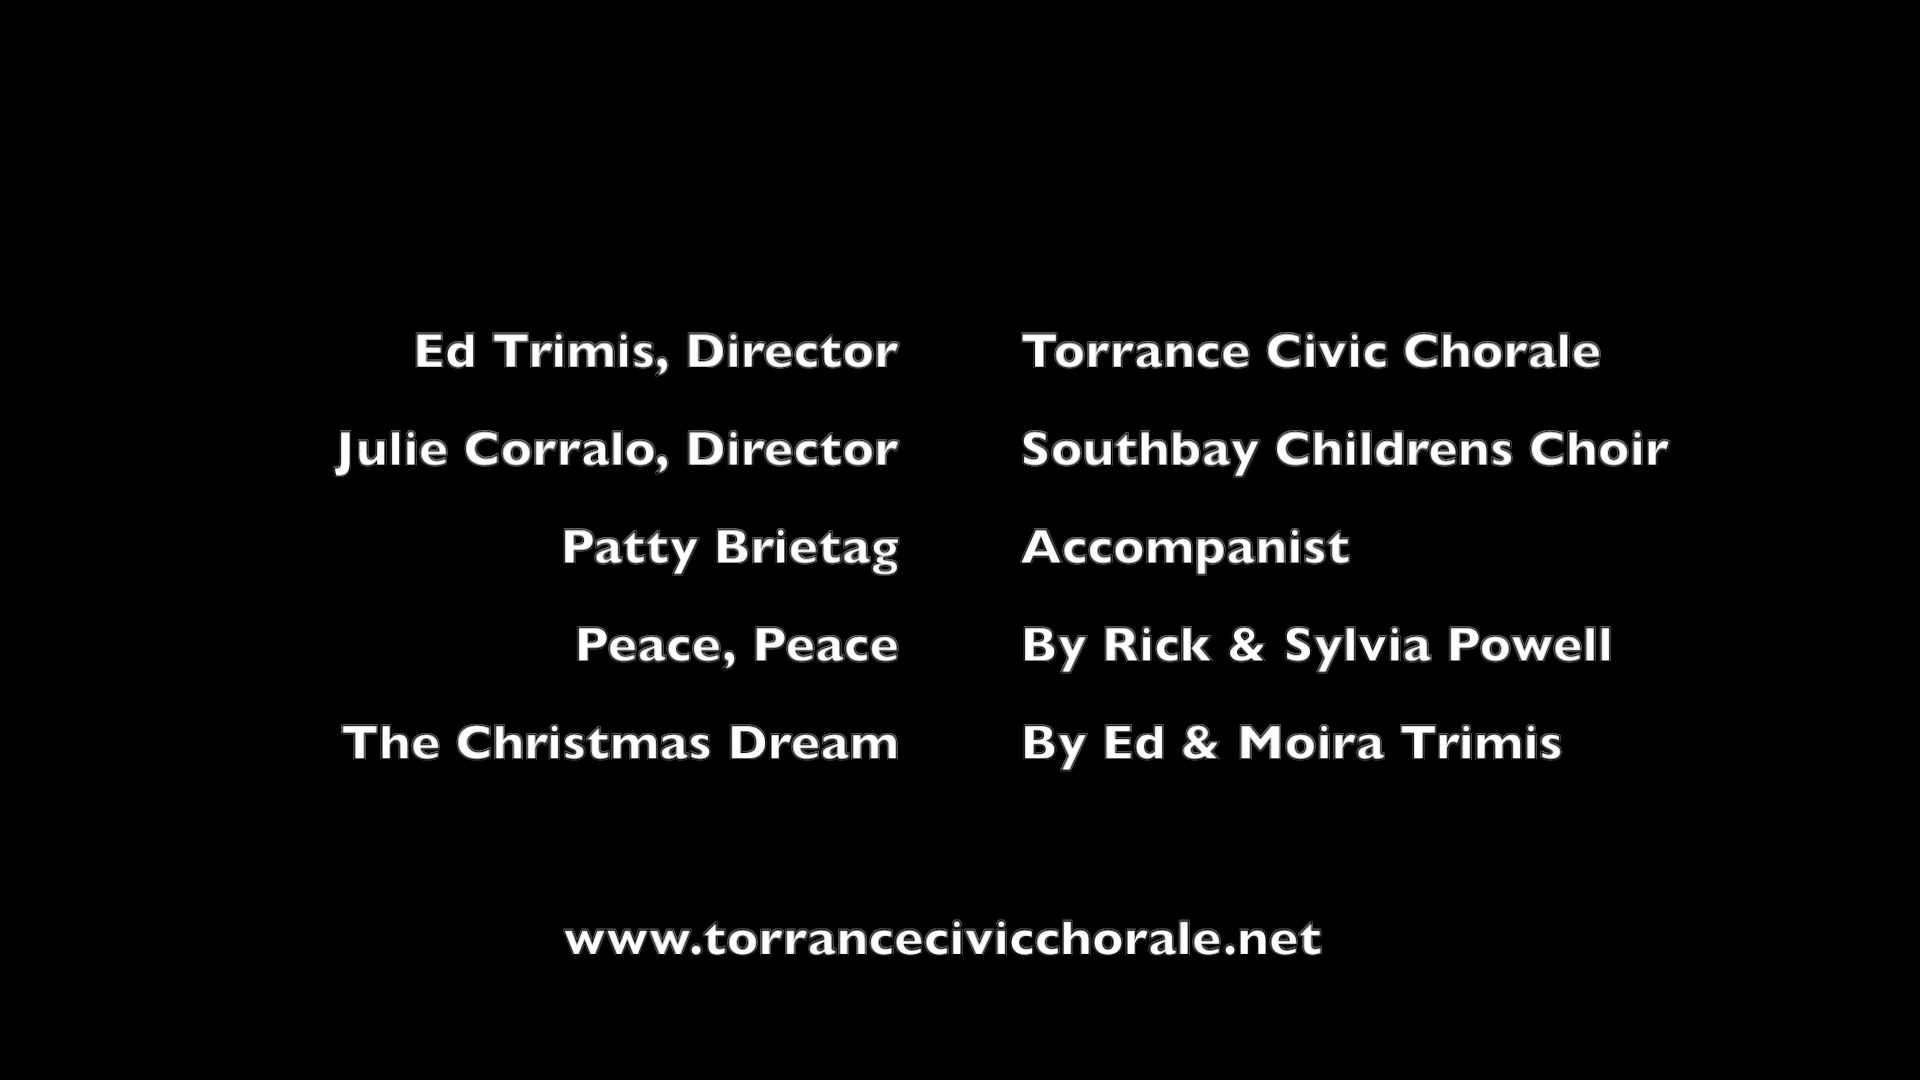 Ed Trimis, Director Torrance Civic Chorale
Julie Corralo, Director Southbay Childrens Choir
Patty Brietag Accompanist
Peace, Peace By Rick & Sylvia Powell
The Christmas Dream By Ed & Moira Trimis
www.torrancecivicchorale.net